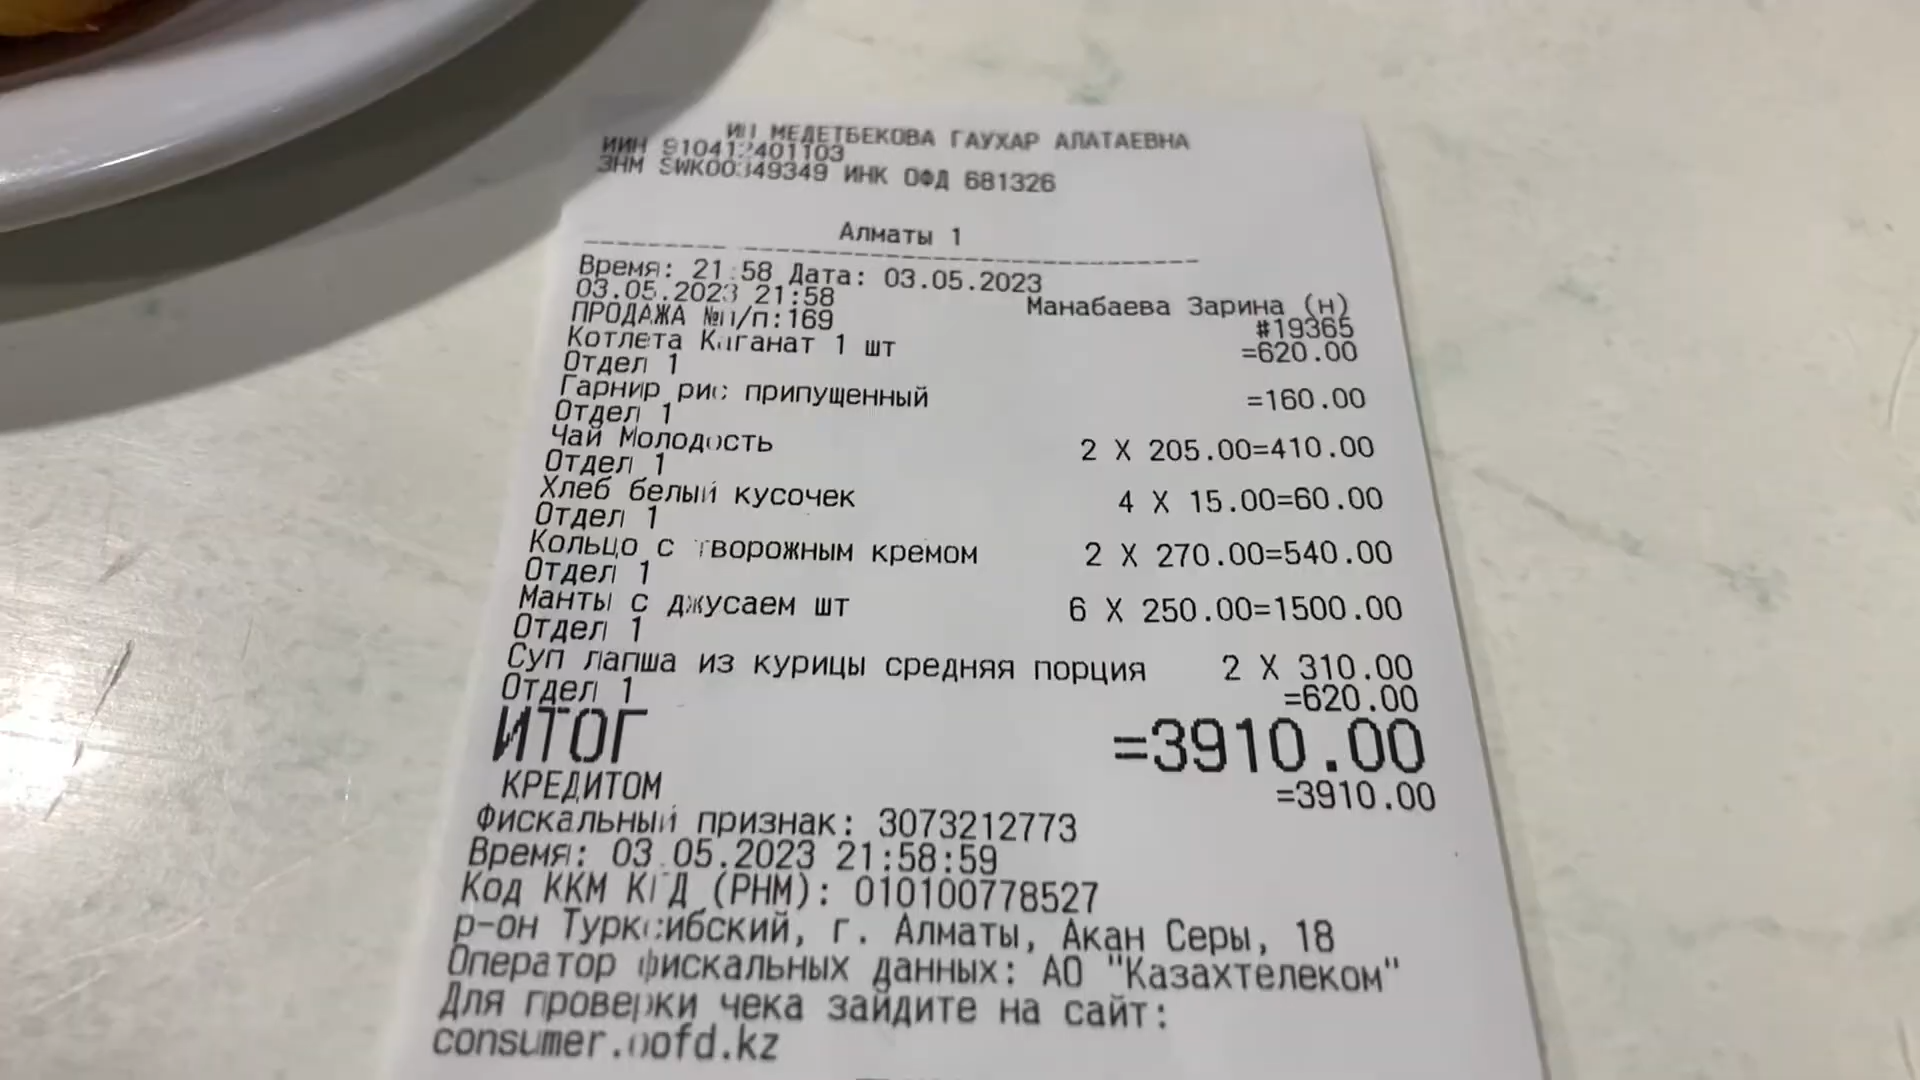 ИП МЕДЕТБЕКОВА ГАУХАР АЛАТАЕВНА
ИИН 910412401103
ЗНМ SWK00349349 ИНК ОФД 681326
Алматы 1
Время: 21:58 Дата: 03.05.2023
03.05.2023 21:58 Манабаева Зарина (н)
ПРОДАЖА №п/п:169 #19365
Котлета Каганат 1 шт =620.00
Отдел 1
Гарнир рис припущенный =160.00
Отдел 1
Чай Молодость 2 X 205.00=410.00
Отдел 1
Хлеб белый кусочек 4 X 15.00=60.00
Отдел 1
Кольцо с творожным кремом 2 X 270.00=540.00
Отдел 1
Манты с джусаем шт 6 X 250.00=1500.00
Отдел 1
Суп лапша из курицы средняя порция 2 X 310.00
Отдел 1 =620.00
ИТОГ =3910.00
КРЕДИТОМ =3910.00
Фискальный признак: 3073212773
Время: 03.05.2023 21:58:59
Код ККМ КГД (РНМ): 010100778527
р-он Турксибский, г. Алматы, Акан Серы, 18
Оператор фискальных данных: АО "Казахтелеком"
Для проверки чека зайдите на сайт:
consumer.oofd.kz